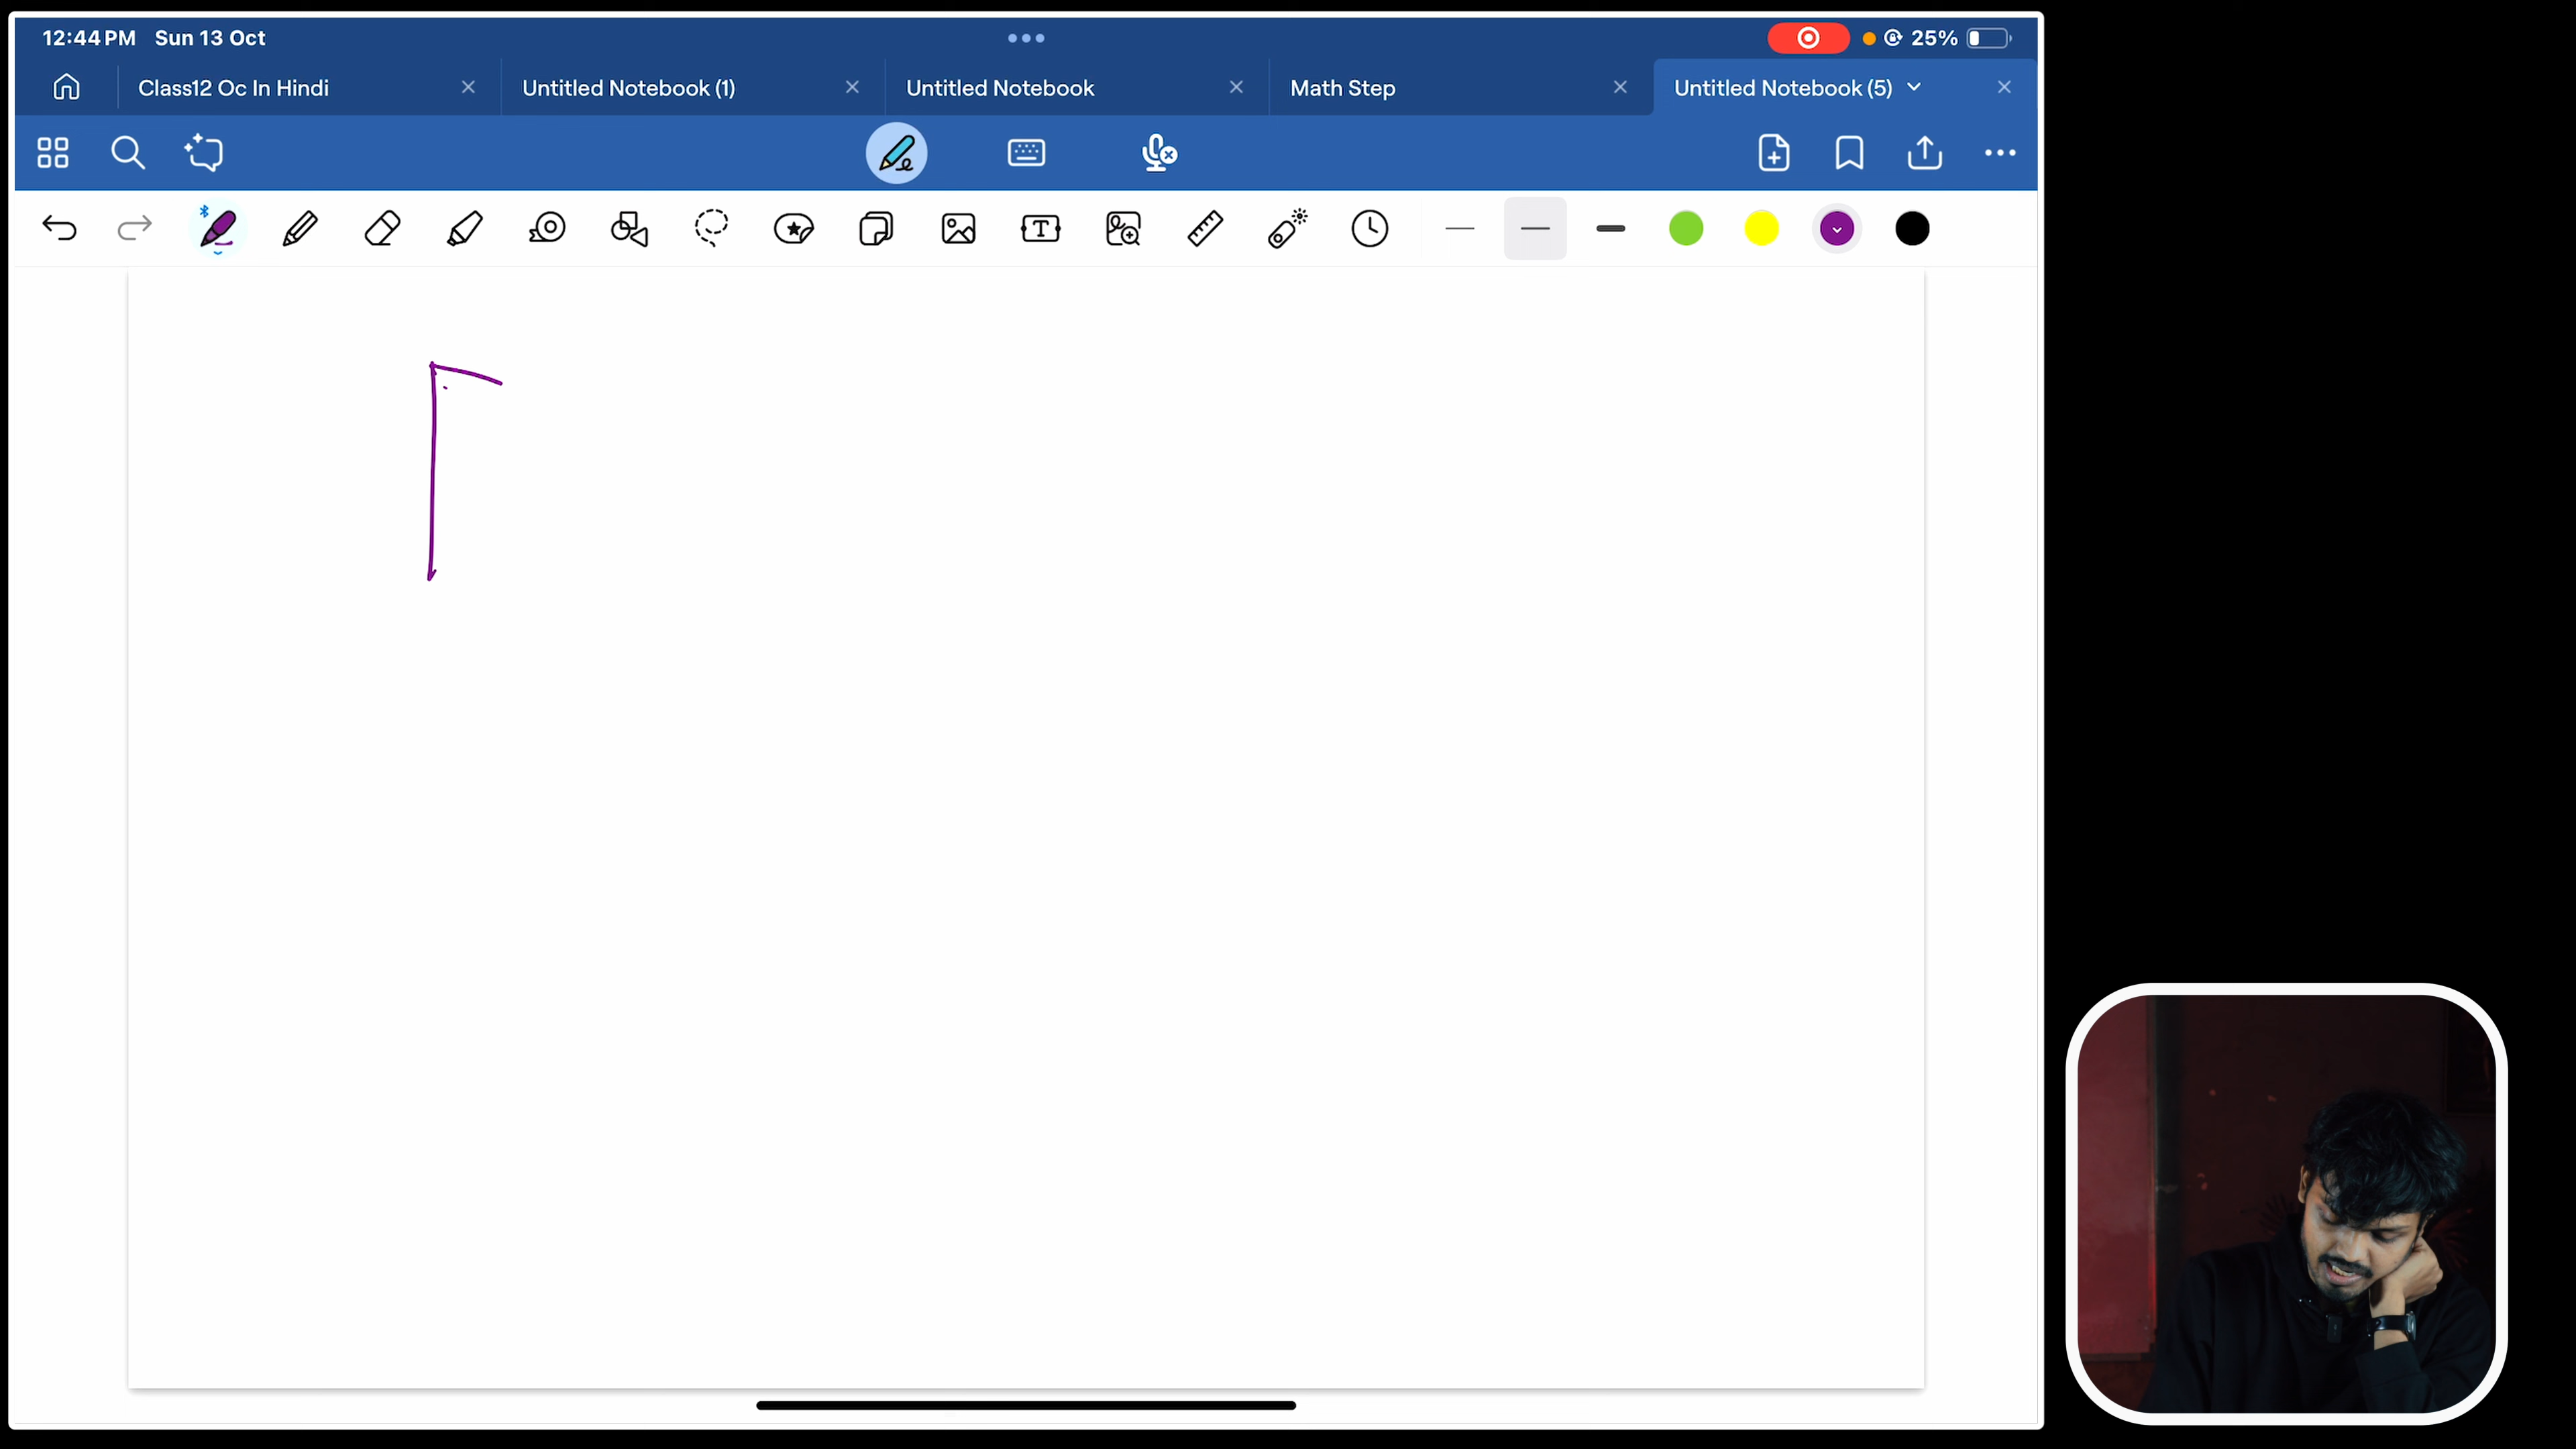 12:44 PM Sun 13 Oct 25%
Class12 Oc In Hindi Untitled Notebook (1) Untitled Notebook Math Step Untitled Notebook (5)